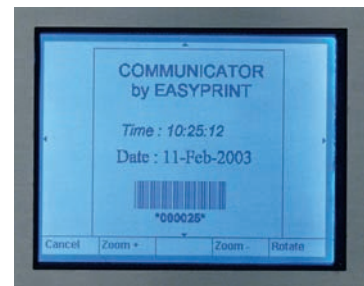 COMMUNICATOR
by EASYPRINT
Time : 10:25:12
Date : 11-Feb-2003
*000025*
Cancel Zoom + Zoom - Rotate